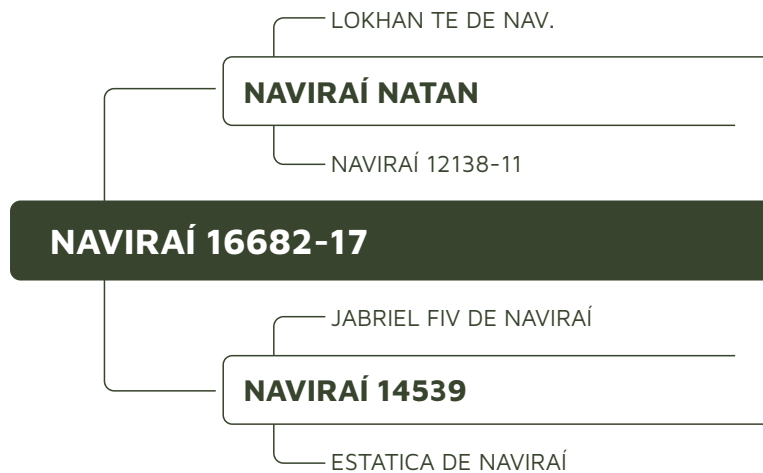 LOKHAN TE DE NAV.
NAVIRAÍ NATAN
NAVIRAÍ 12138-11
NAVIRAÍ 16682-17
JABRIEL FIV DE NAVIRAÍ
NAVIRAÍ 14539
ESTATICA DE NAVIRAÍ